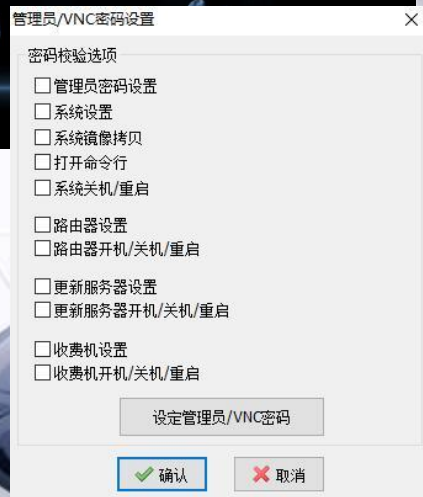 管理员/VNC密码设置
密码校验选项
管理员密码设置
系统设置
系统镜像拷贝
打开命令行
系统关机/重启
路由器设置
路由器开机/关机/重启
更新服务器设置
更新服务器开机/关机/重启
收费机设置
收费机开机/关机/重启
设定管理员/VNC密码
确认
取消